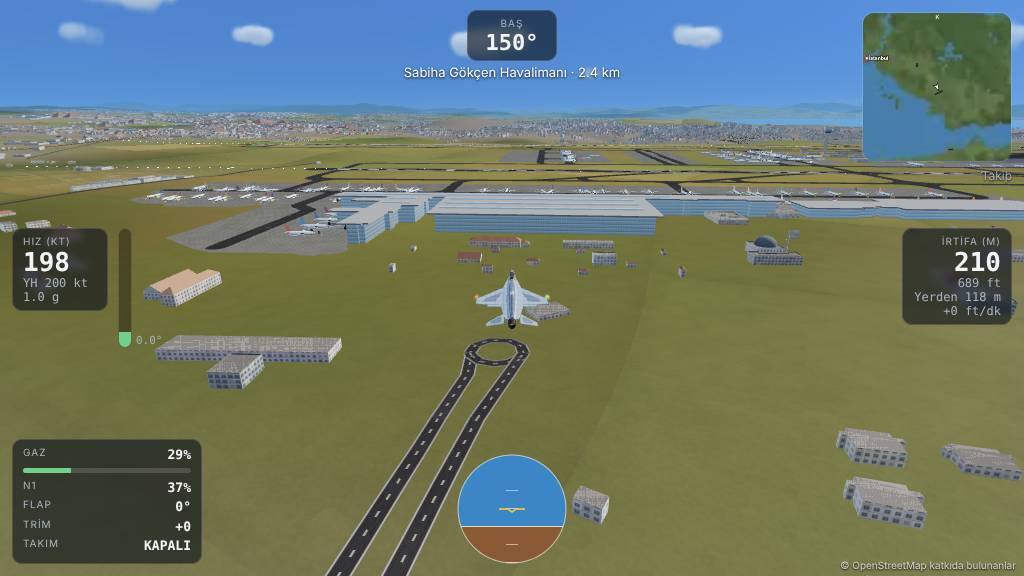 BAŞ
150°
Sabiha Gökçen Havalimanı · 2.4 km
K
İstanbul
Takip
HIZ (KT)
198
YH 200 kt
1.0 g
0.0°
İRTİFA (M)
210
689 ft
Yerden 118 m
+0 ft/dk
GAZ 29%
N1 37%
FLAP 0°
TRİM +0
TAKIM KAPALI
© OpenStreetMap katkıda bulunanlar